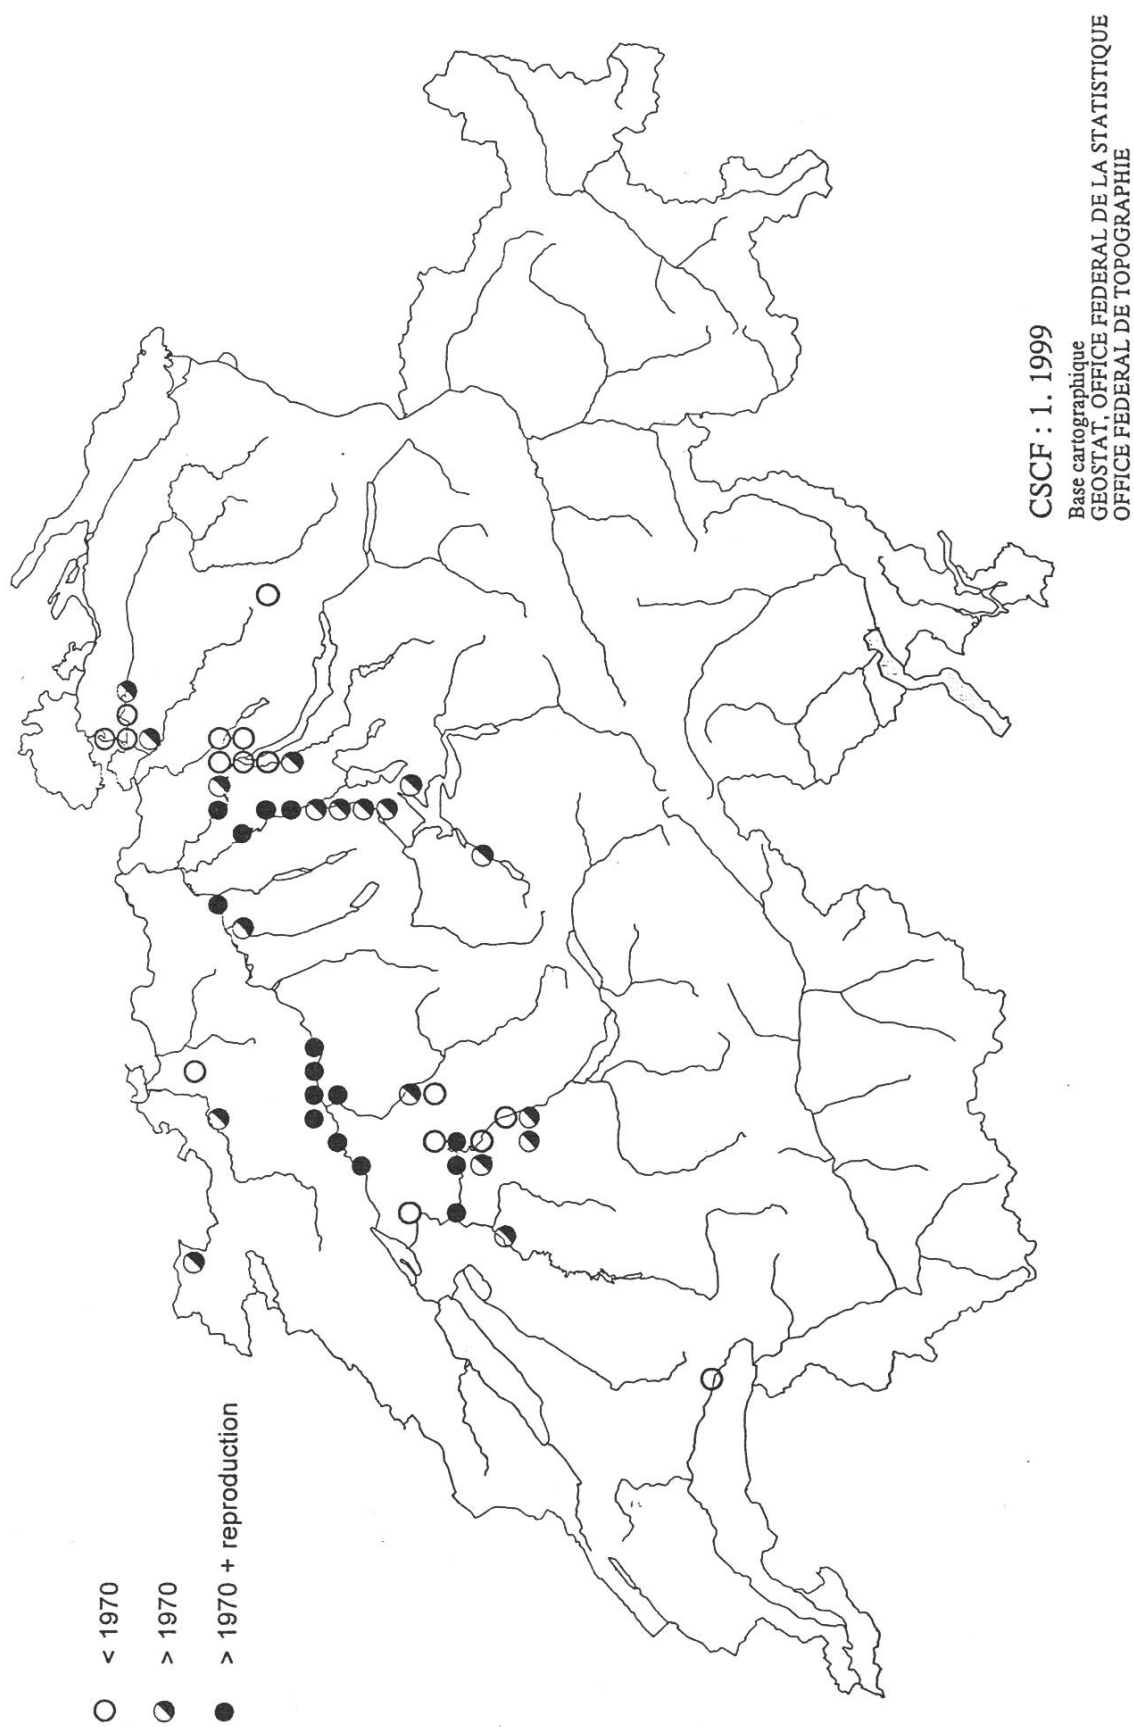 < 1970
> 1970
> 1970 + reproduction
CSCF : 1. 1999
Base cartographique
GEOSTAT, OFFICE FEDERAL DE LA STATISTIQUE
OFFICE FEDERAL DE TOPOGRAPHIE